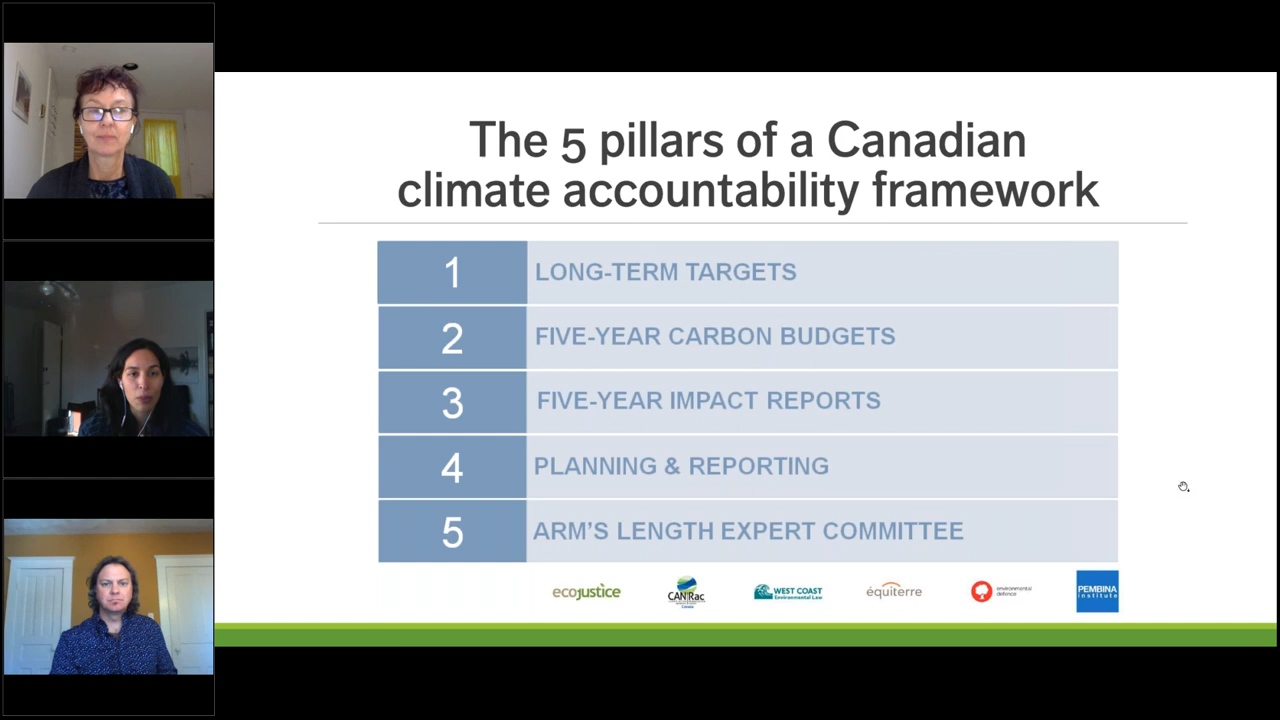 The 5 pillars of a Canadian
climate accountability framework
1 LONG-TERM TARGETS
2 FIVE-YEAR CARBON BUDGETS
3 FIVE-YEAR IMPACT REPORTS
4 PLANNING & REPORTING
5 ARM'S LENGTH EXPERT COMMITTEE
ecojustice
CAN Rac
WEST COAST
Environmental Law
équiterre
environmental
defence
PEMBINA
institute